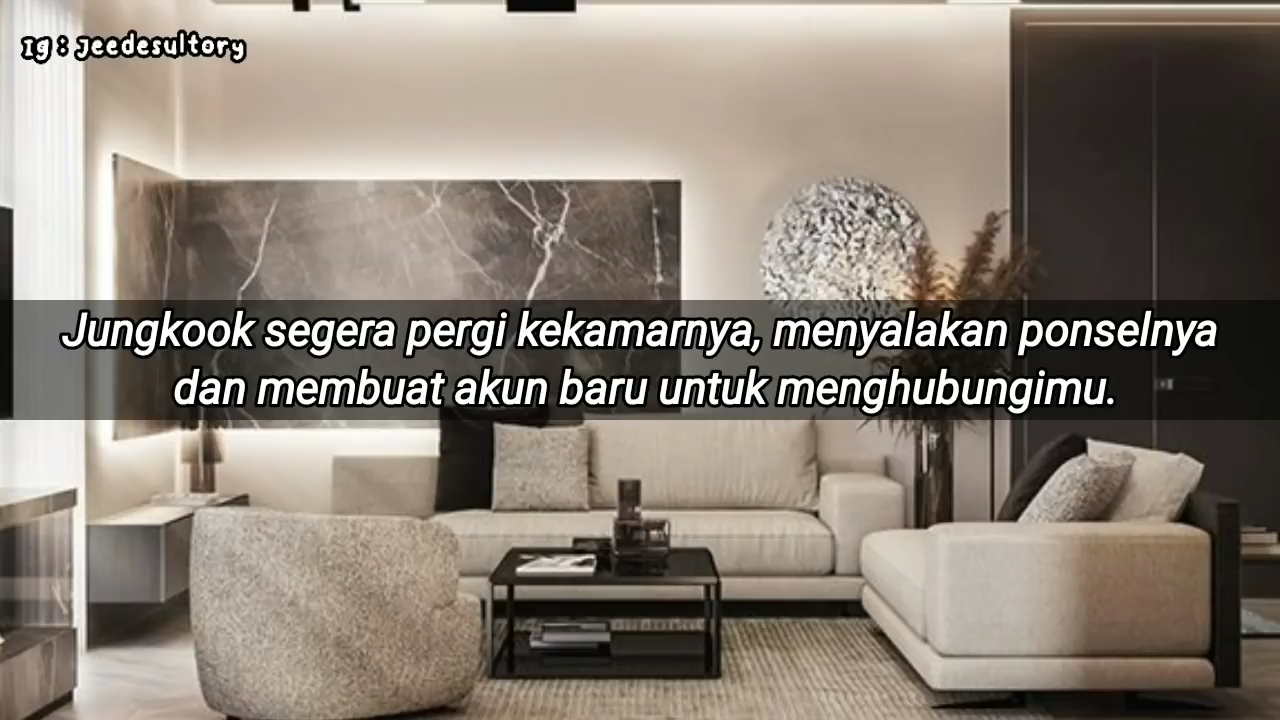 Ig : Jeedesultory
Jungkook segera pergi kekamarnya, menyalakan ponselnya
dan membuat akun baru untuk menghubungimu.